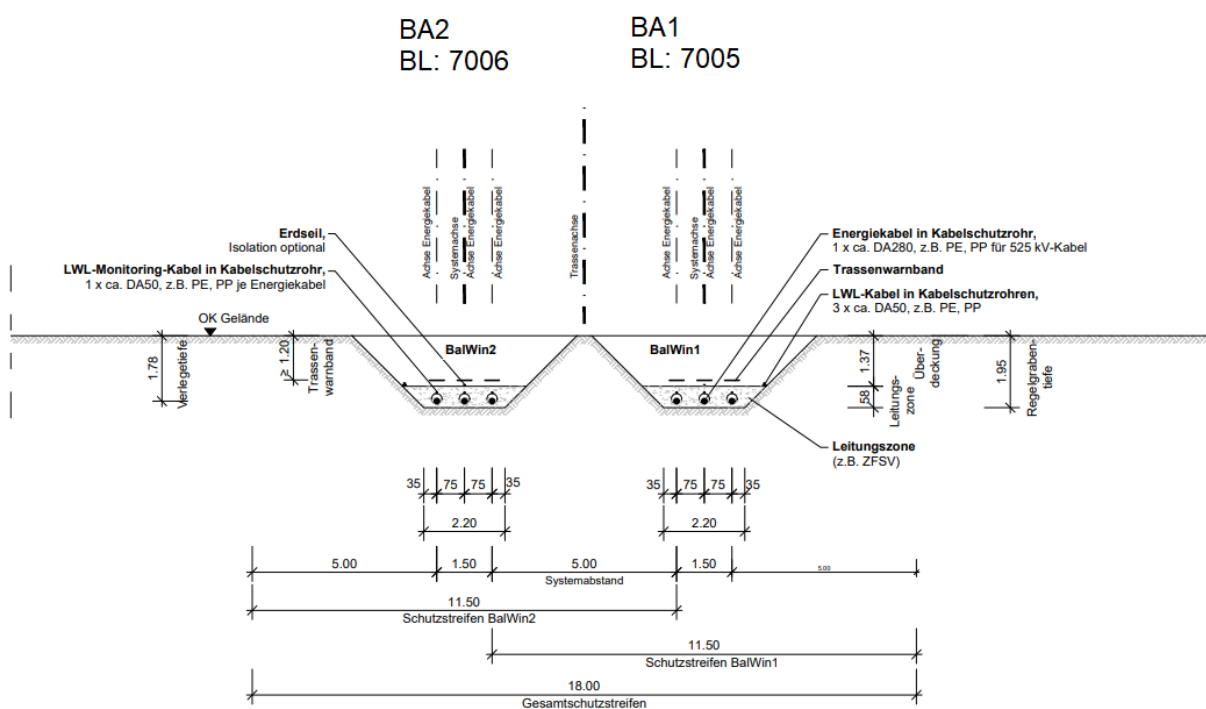 BA2
BL: 7006
BA1
BL: 7005
Achse Energiekabel
Systemachse
Achse Energiekabel
Trassenachse
Achse Energiekabel
Systemachse
Achse Energiekabel
Achse Energiekabel
Erdseil,
Isolation optional
LWL-Monitoring-Kabel in Kabelschutzrohr,
1 x ca. DA50, z.B. PE, PP je Energiekabel
Energiekabel in Kabelschutzrohr,
1 x ca. DA280, z.B. PE, PP für 525 kV-Kabel
Trassenwarnband
LWL-Kabel in Kabelschutzrohren,
3 x ca. DA50, z.B. PE, PP
OK Gelände
BalWin2
BalWin1
1.78
Verlegetiefe
≥ 1.20
Trassen-
warnband
1.37
Überdeckung
58
Leitungs-
zone
1.95
Regelgraben-
tiefe
Leitungszone
(z.B. ZFSV)
35 75 75 35
35 75 75 35
2.20
2.20
5.00 1.50 5.00 1.50 5.00
Systemabstand
11.50
Schutzstreifen BalWin2
11.50
Schutzstreifen BalWin1
18.00
Gesamtschutzstreifen